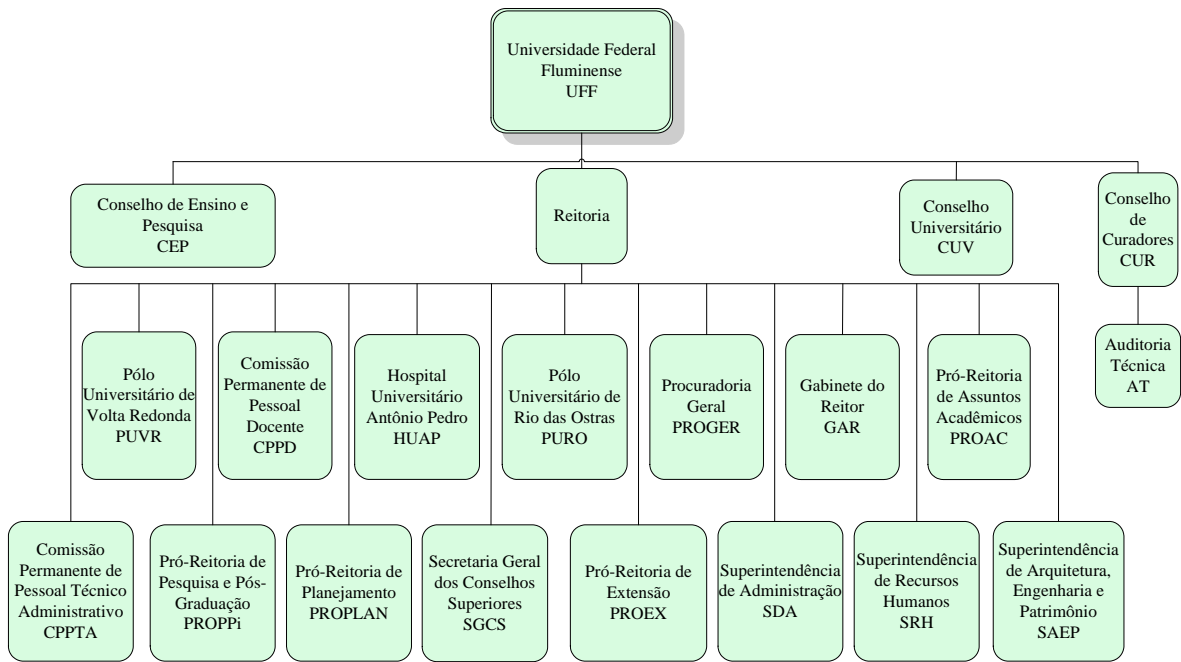 Universidade Federal
Fluminense
UFF
Conselho de Ensino e
Pesquisa
CEP
Reitoria
Conselho
Universitário
CUV
Conselho
de
Curadores
CUR
Pólo
Universitário de
Volta Redonda
PUVR
Comissão
Permanente de
Pessoal
Docente
CPPD
Hospital
Universitário
Antônio Pedro
HUAP
Pólo
Universitário de
Rio das Ostras
PURO
Procuradoria
Geral
PROGER
Gabinete do
Reitor
GAR
Pró-Reitoria
de Assuntos
Acadêmicos
PROAC
Auditoria
Técnica
AT
Comissão
Permanente de
Pessoal Técnico
Administrativo
CPPTA
Pró-Reitoria de
Pesquisa e Pós-
Graduação
PROPPi
Pró-Reitoria de
Planejamento
PROPLAN
Secretaria Geral
dos Conselhos
Superiores
SGCS
Pró-Reitoria de
Extensão
PROEX
Superintendência
de Administração
SDA
Superintendência
de Recursos
Humanos
SRH
Superintendência
de Arquitetura,
Engenharia e
Patrimônio
SAEP